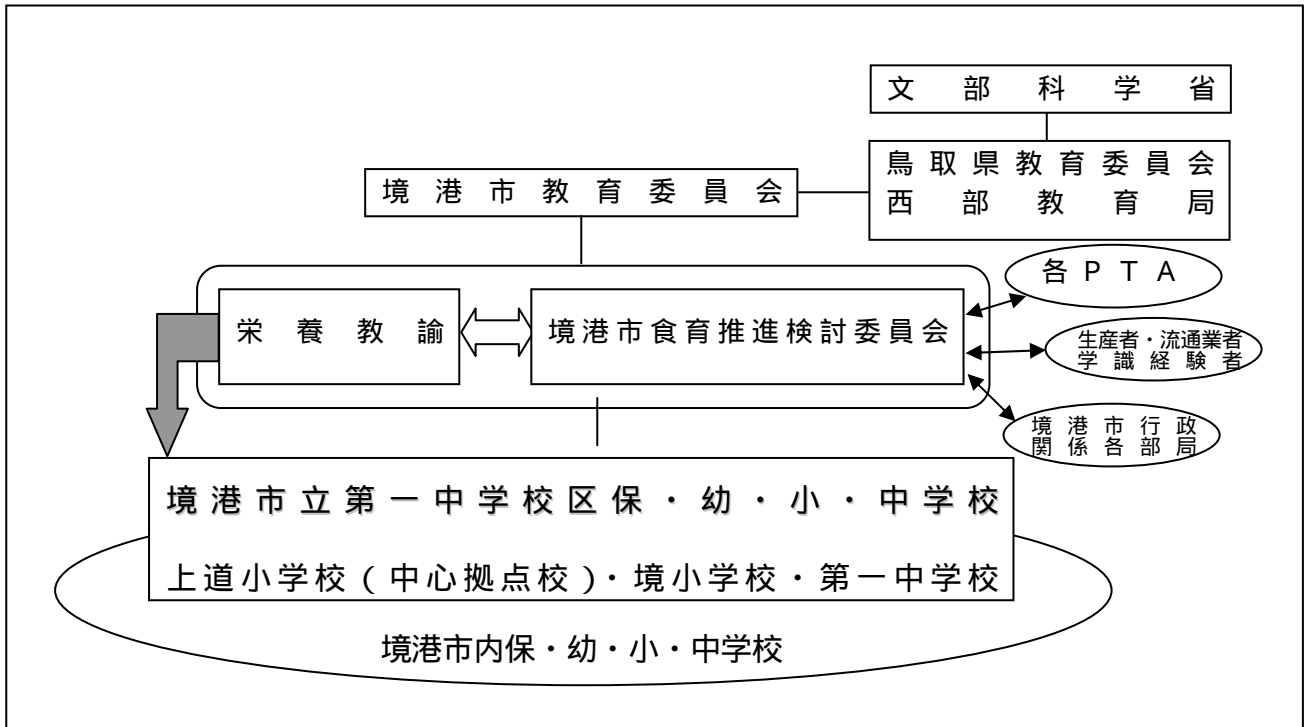 文部科学省
鳥取県教育委員会
西部教育局
境港市教育委員会
各PTA
栄養教諭
境港市食育推進検討委員会
生産者・流通業者
学識経験者
境港市行政
関係各部局
境港市立第一中学校区保・幼・小・中学校
上道小学校(中心拠点校)・境小学校・第一中学校
境港市内保・幼・小・中学校